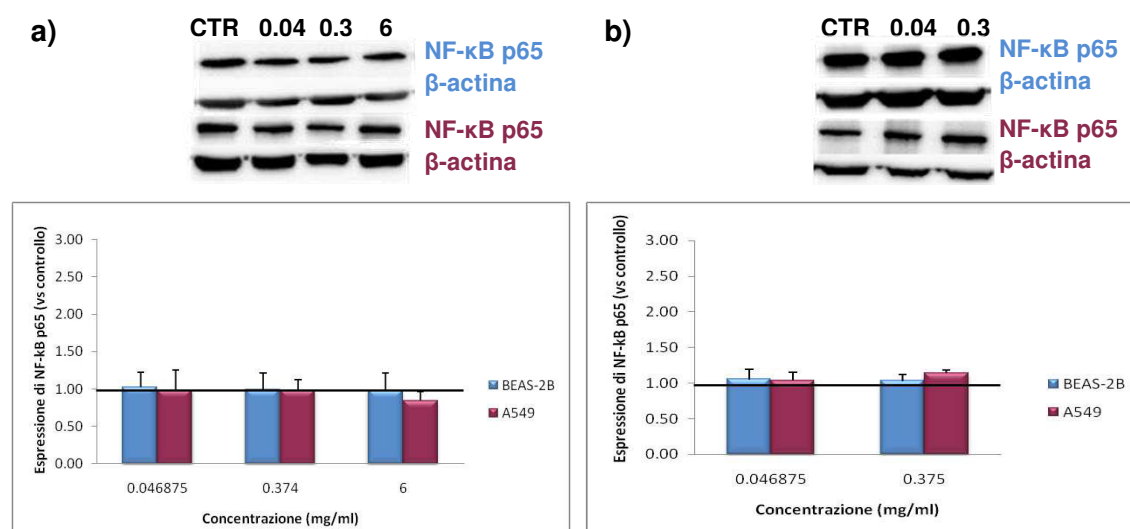 a)
CTR 0.04 0.3 6
NF-κB p65
β-actina
NF-κB p65
β-actina
Espressione di NF-kB p65 (vs controllo)
3.00
2.50
2.00
1.50
1.00
0.50
0.00
0.046875 0.374 6
Concentrazione (mg/ml)
BEAS-2B
A549
b)
CTR 0.04 0.3
NF-κB p65
β-actina
NF-κB p65
β-actina
Espressione di NF-kB p65 (vs controllo)
3.00
2.50
2.00
1.50
1.00
0.50
0.00
0.046875 0.375
Concentrazione (mg/ml)
BEAS-2B
A549